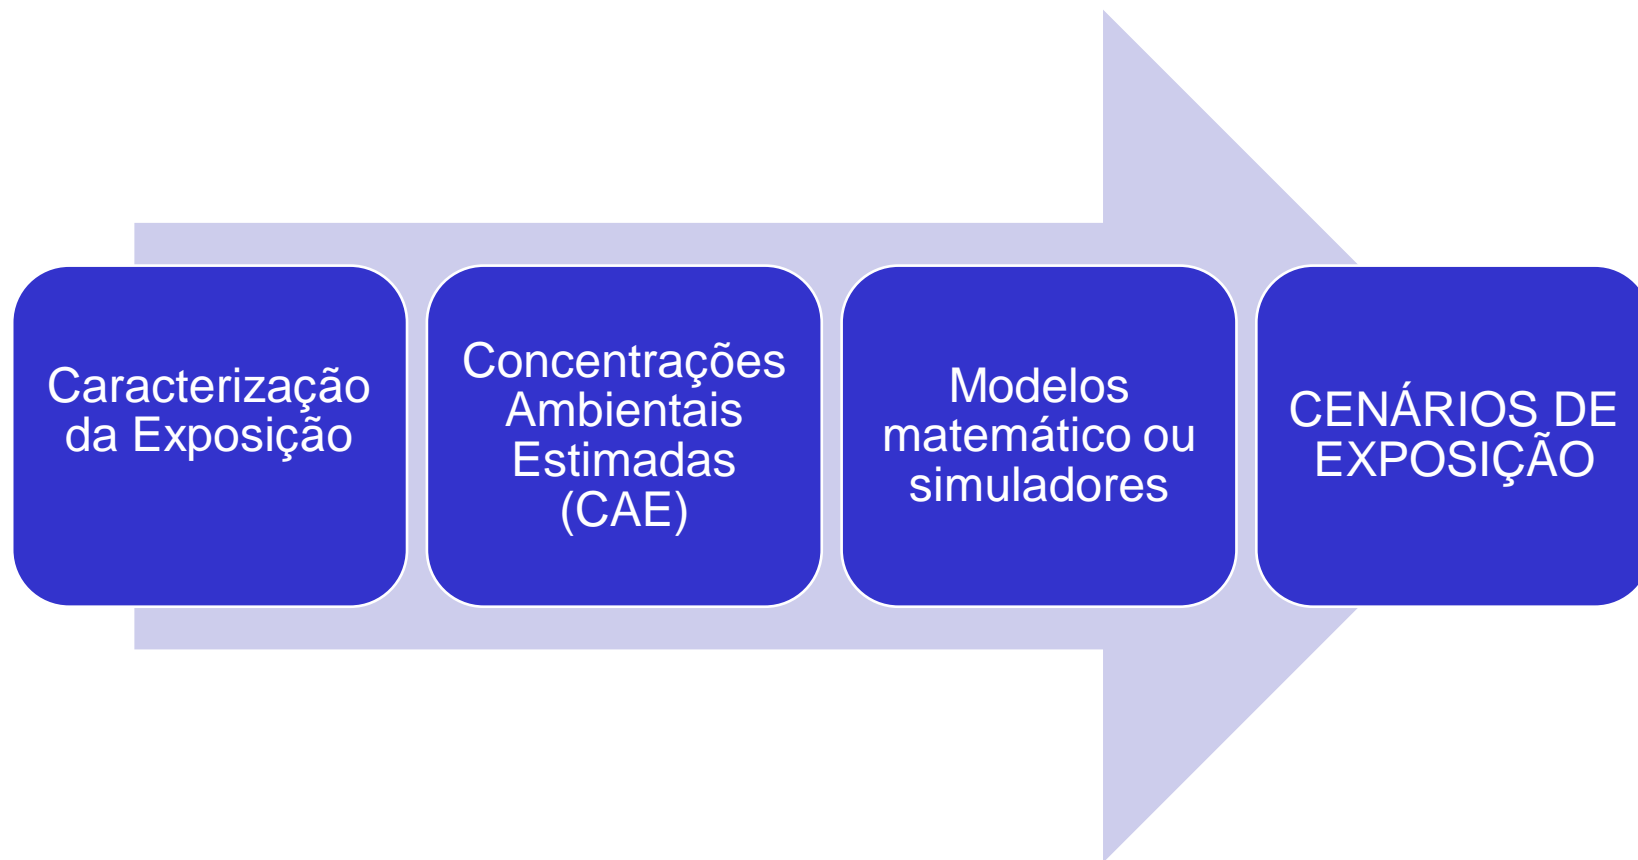 Caracterização
da Exposição
Concentrações
Ambientais
Estimadas
(CAE)
Modelos
matemático ou
simuladores
CENÁRIOS DE
EXPOSIÇÃO